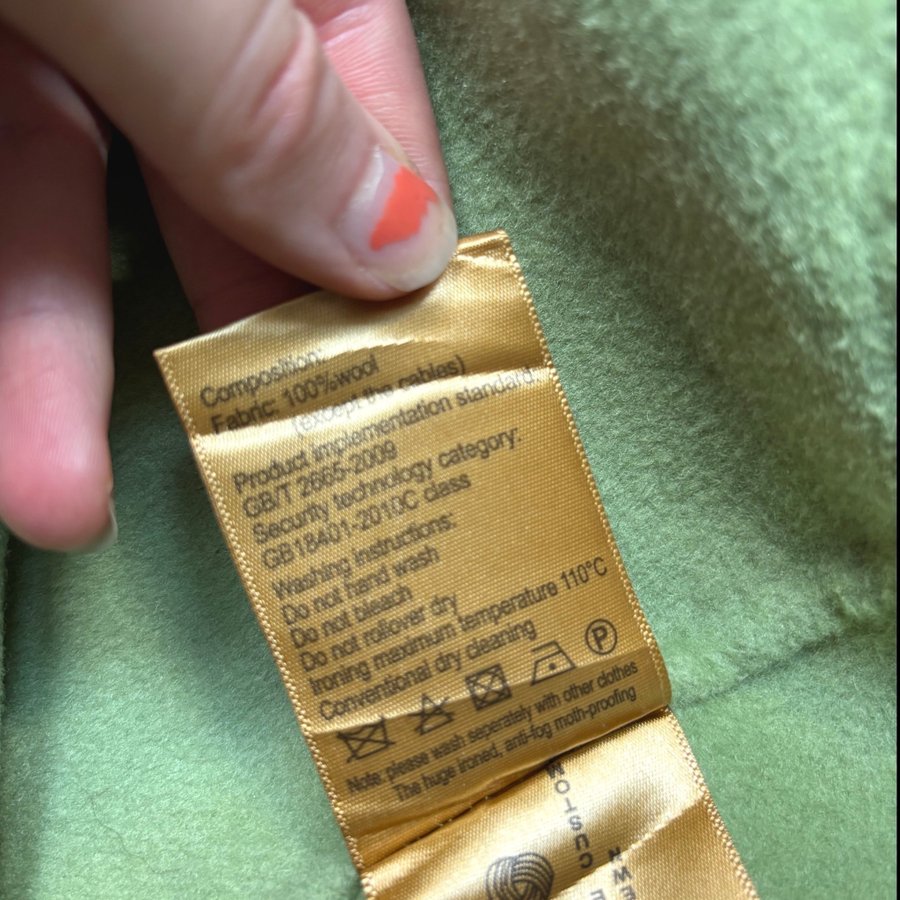 Composition:
Fabric: 100%wool
(except the cables)
Product implementation standard:
GB/T 2665-2009
Security technology category:
GB18401-2010C class
Washing instructions:
Do not hand wash
Do not bleach
Do not rollover dry
Ironing maximum temperature 110°C
Conventional dry cleaning
P
Note: please wash seperately with other clothes
The huge ironed, anti-fog moth-proofing
CUSTOM